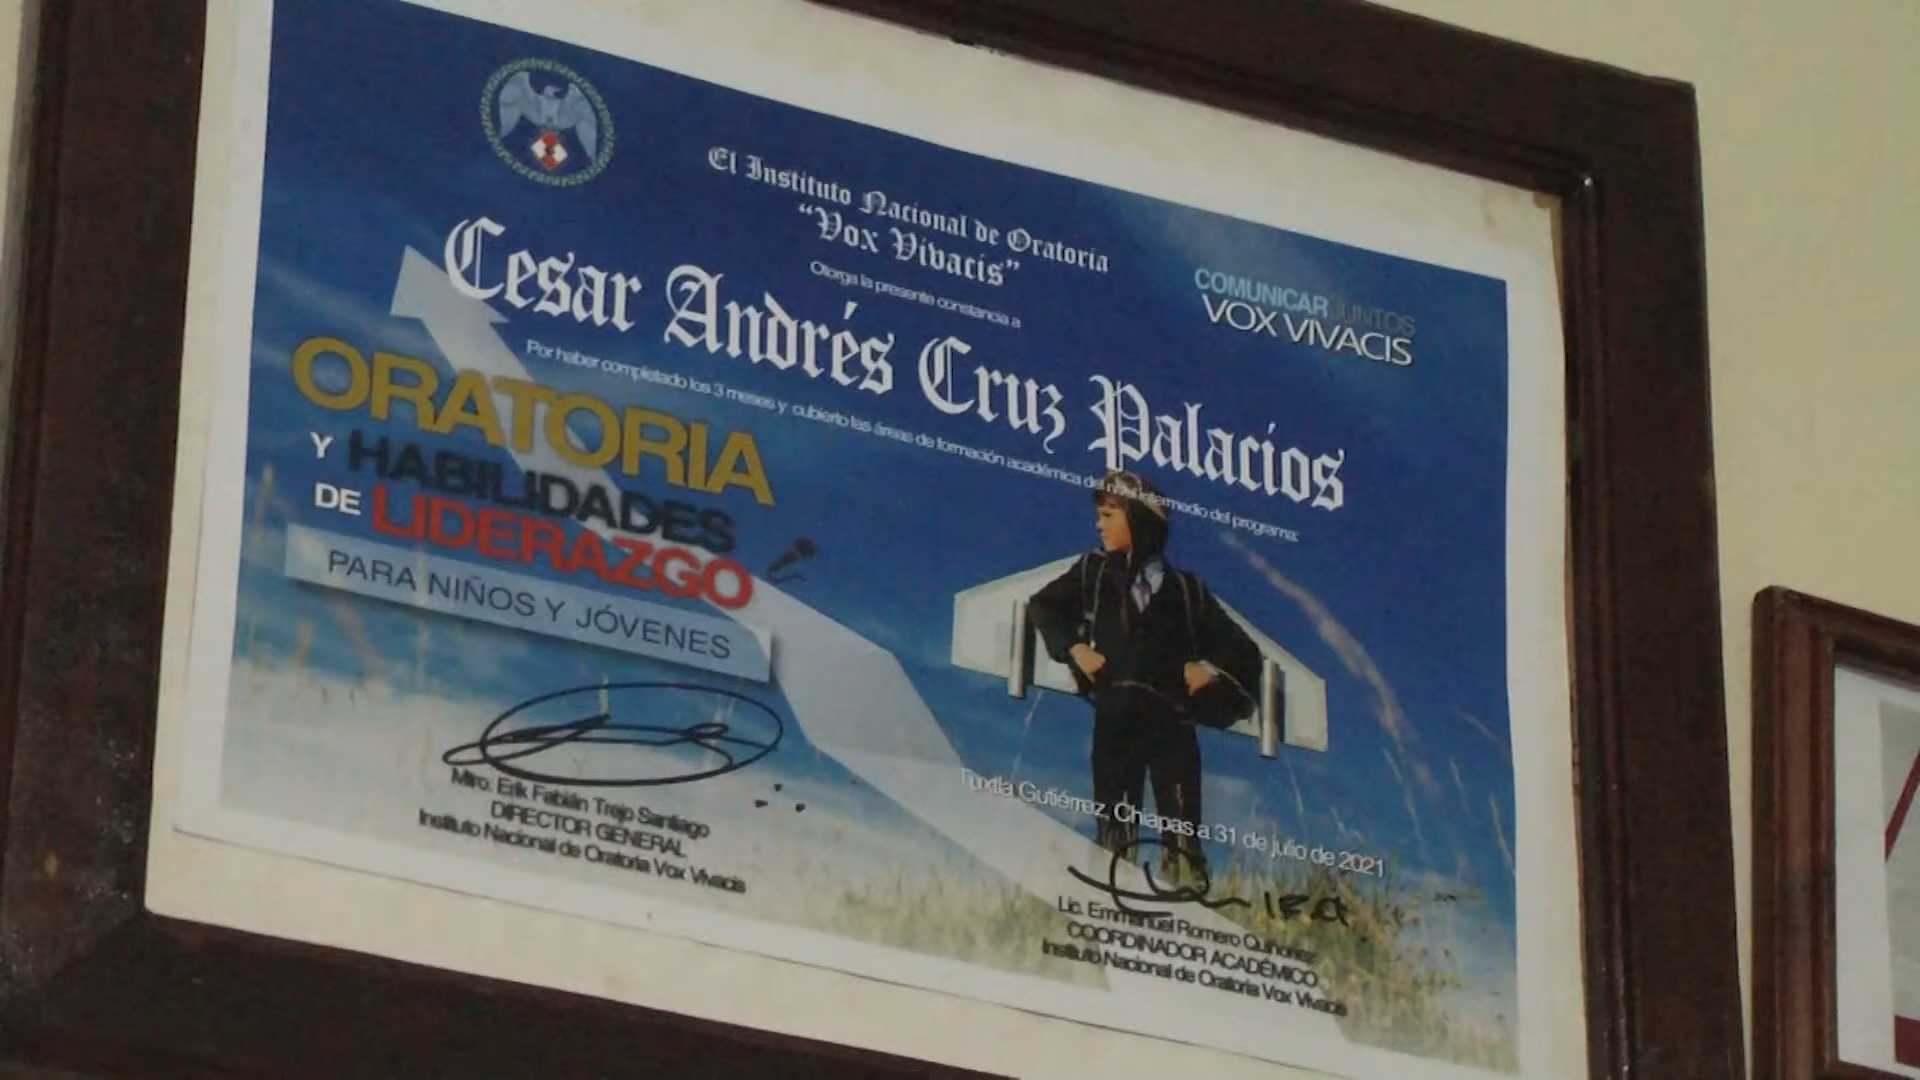 El Instituto Nacional de Oratoria
"Vox Vivacis"
Otorga la presente constancia a
Cesar Andrés Cruz Palacios
Por haber completado los 3 meses y cubierto las áreas de formación académica del nivel intermedio del programa:
COMUNICAR JUNTOS
VOX VIVACIS
ORATORIA
Y HABILIDADES
DE LIDERAZGO
PARA NIÑOS Y JÓVENES
Tuxtla Gutiérrez, Chiapas a 31 de julio de 2021
Mtro. Erik Fabián Trejo Santiago
DIRECTOR GENERAL
Instituto Nacional de Oratoria Vox Vivacis
Lic. Emmanuel Romero Quiñonez
COORDINADOR ACADÉMICO
Instituto Nacional de Oratoria Vox Vivacis